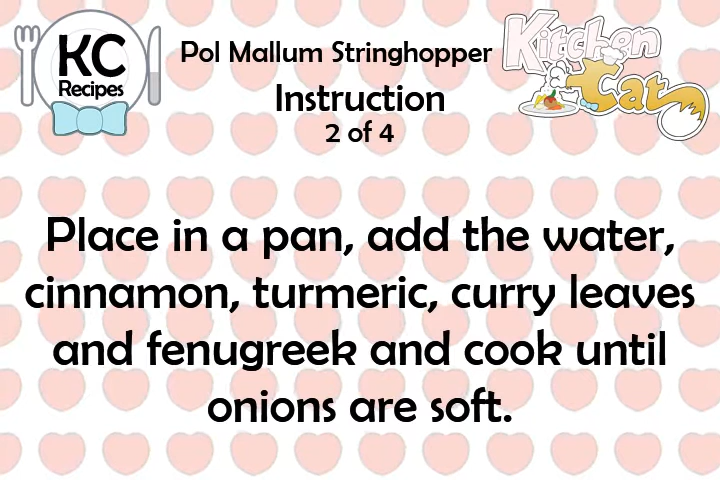 KC
Recipes
Pol Mallum Stringhopper
Instruction
2 of 4
Kitchen
Cat
Place in a pan, add the water,
cinnamon, turmeric, curry leaves
and fenugreek and cook until
onions are soft.